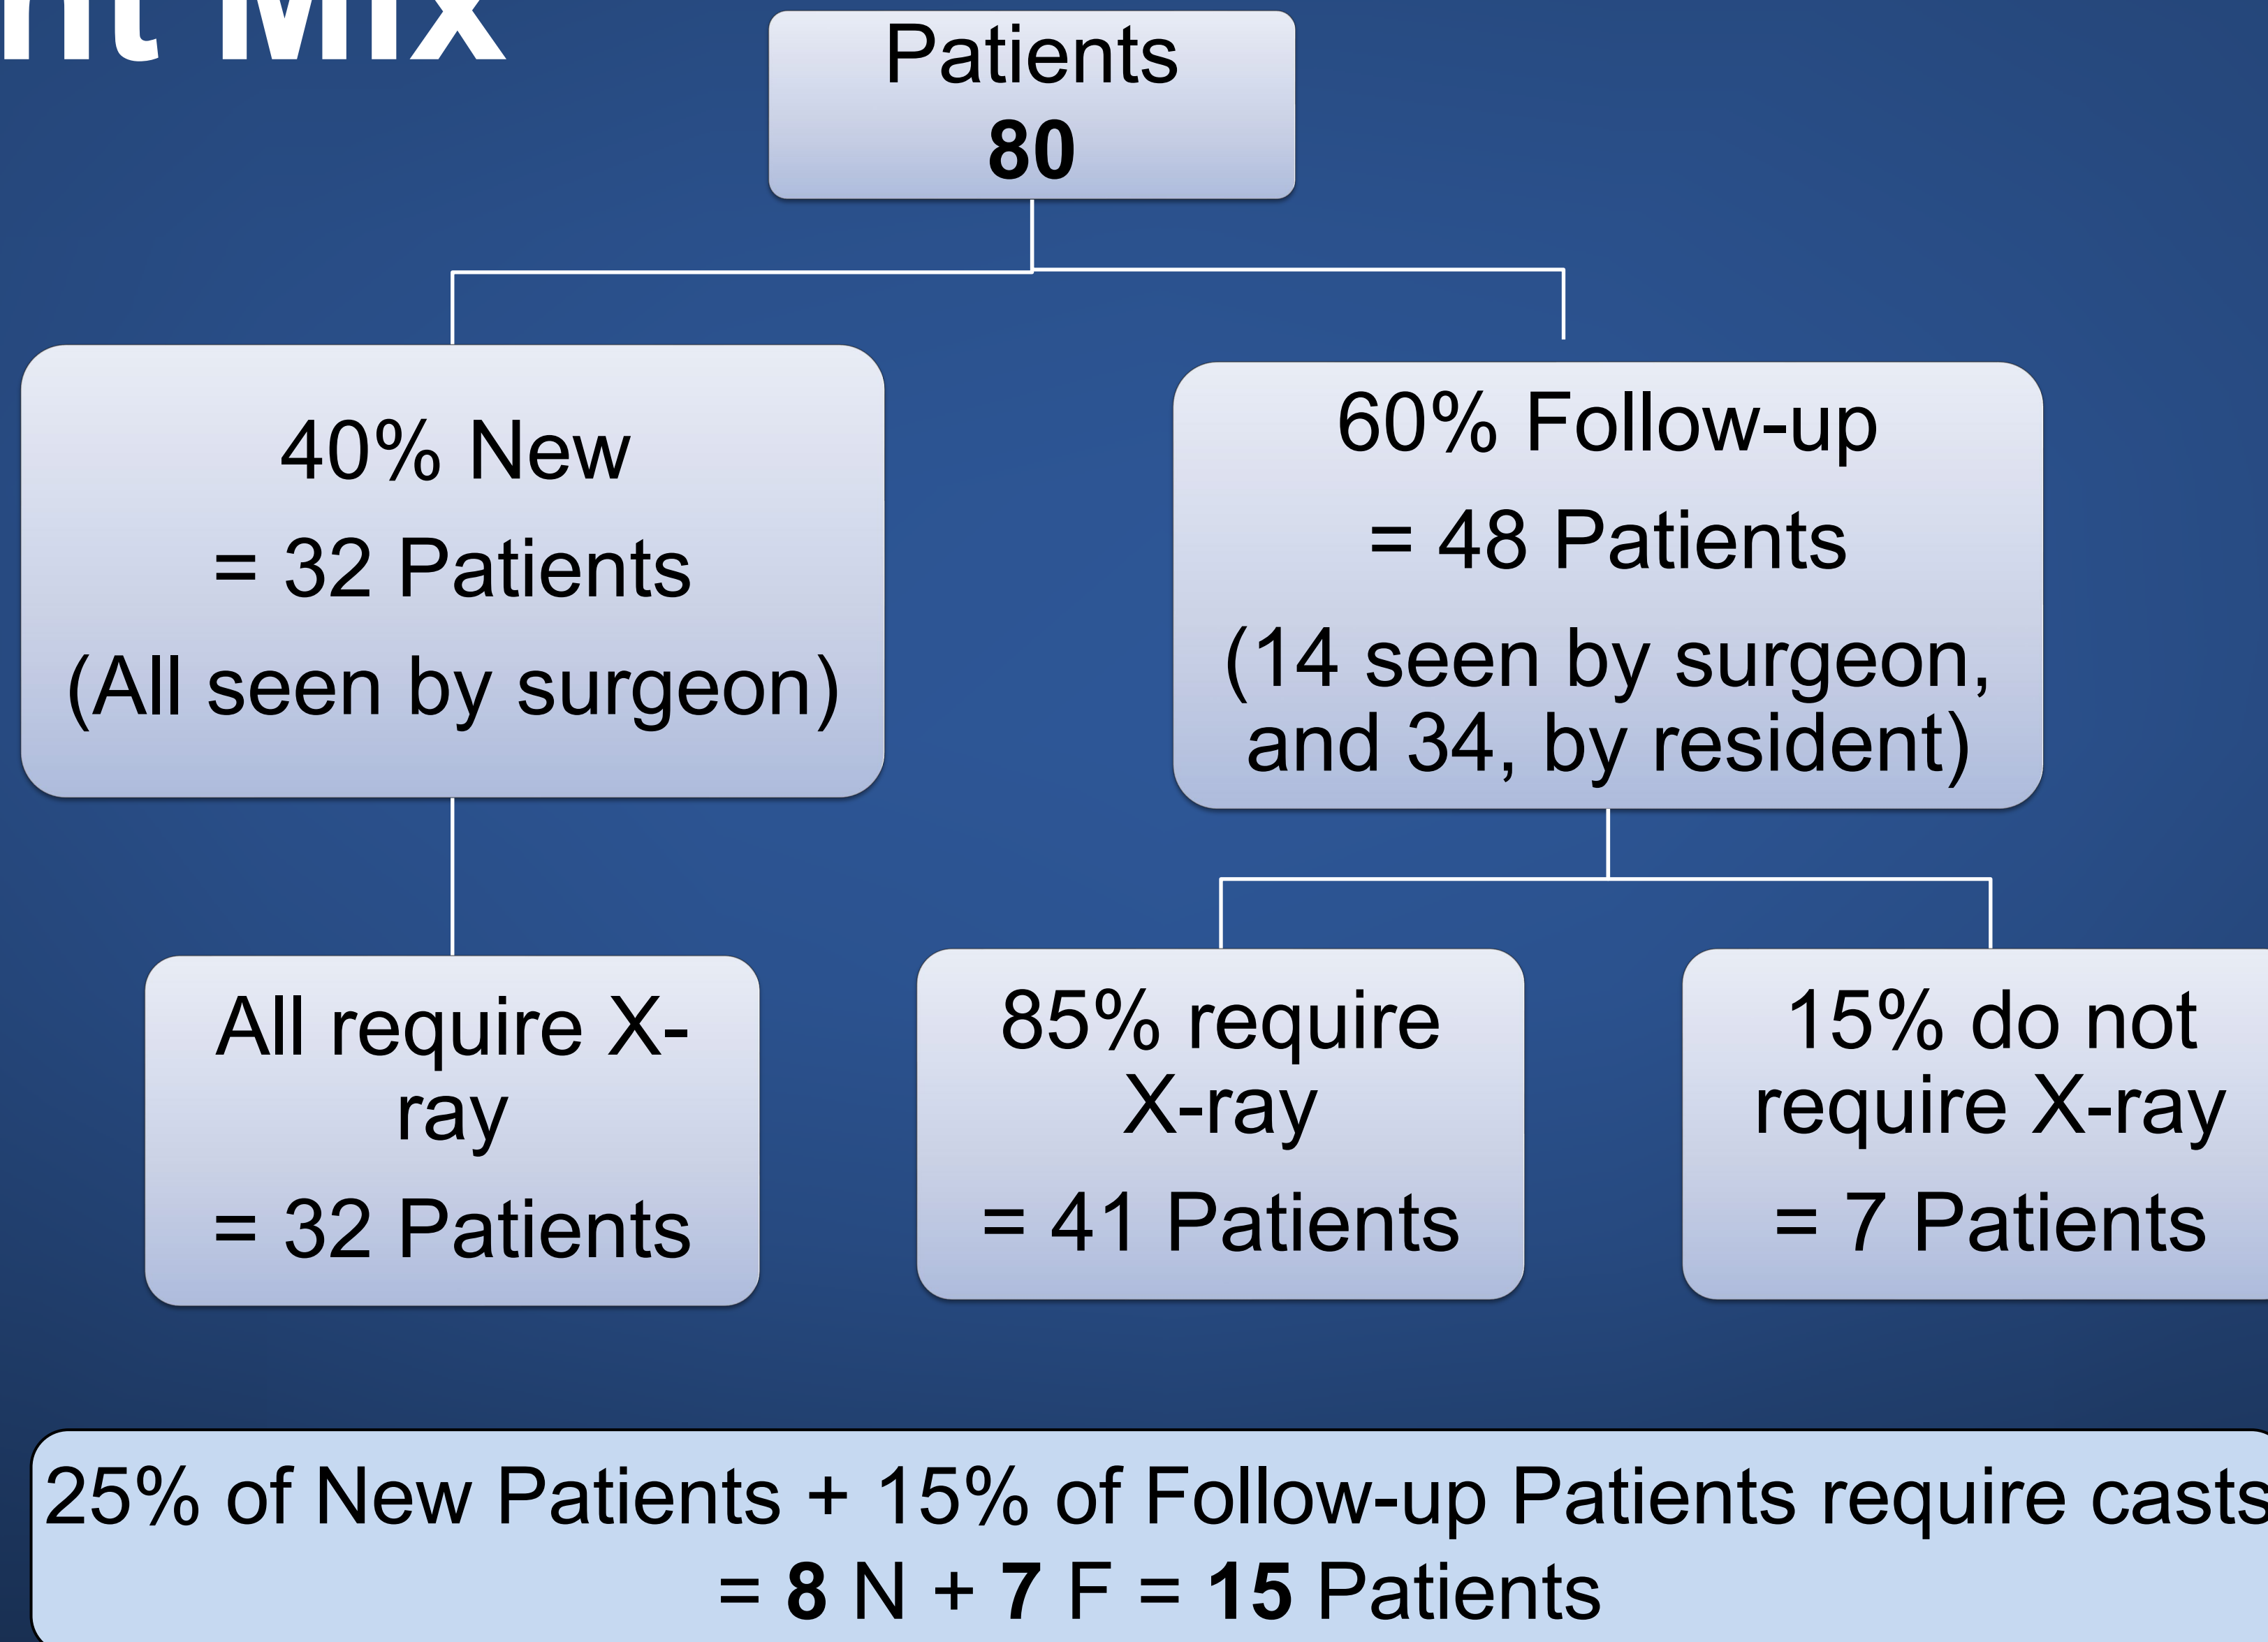 nt Mix
Patients
80
40% New
= 32 Patients
(All seen by surgeon)
60% Follow-up
= 48 Patients
(14 seen by surgeon,
and 34, by resident)
All require X-
ray
= 32 Patients
85% require
X-ray
= 41 Patients
15% do not
require X-ray
= 7 Patients
25% of New Patients + 15% of Follow-up Patients require casts
= 8 N + 7 F = 15 Patients